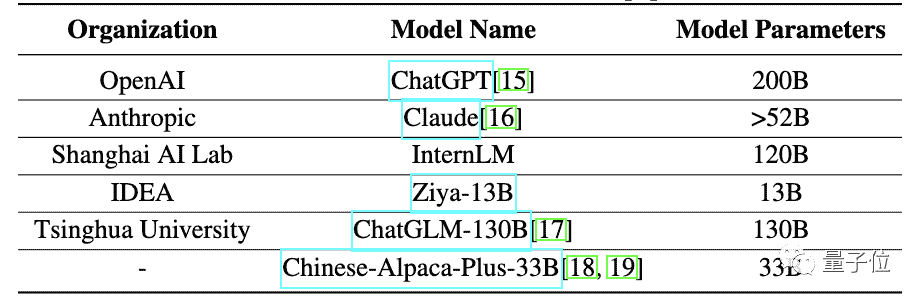 Organization Model Name Model Parameters
OpenAI ChatGPT[15] 200B
Anthropic Claude[16] >52B
Shanghai AI Lab InternLM 120B
IDEA Ziya-13B 13B
Tsinghua University ChatGLM-130B[17] 130B
- Chinese-Alpaca-Plus-33B[18, 19] 33B
量子位